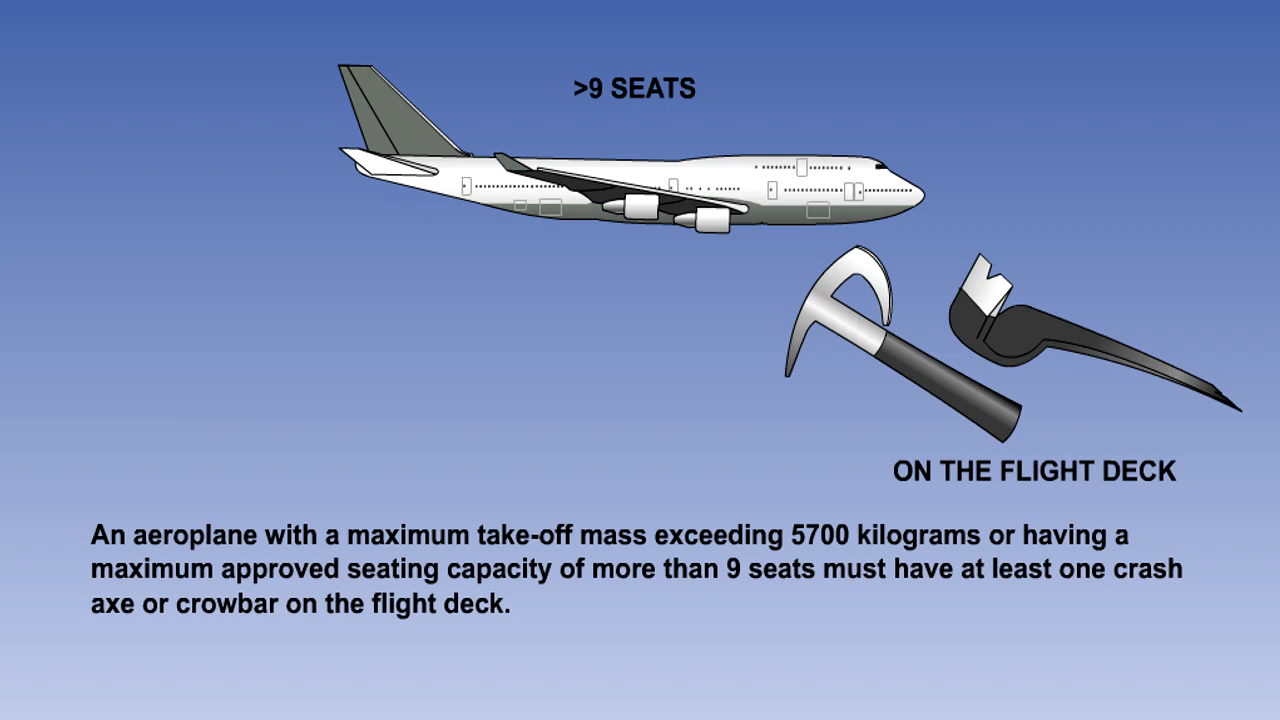 >9 SEATS
ON THE FLIGHT DECK
An aeroplane with a maximum take-off mass exceeding 5700 kilograms or having a
maximum approved seating capacity of more than 9 seats must have at least one crash
axe or crowbar on the flight deck.